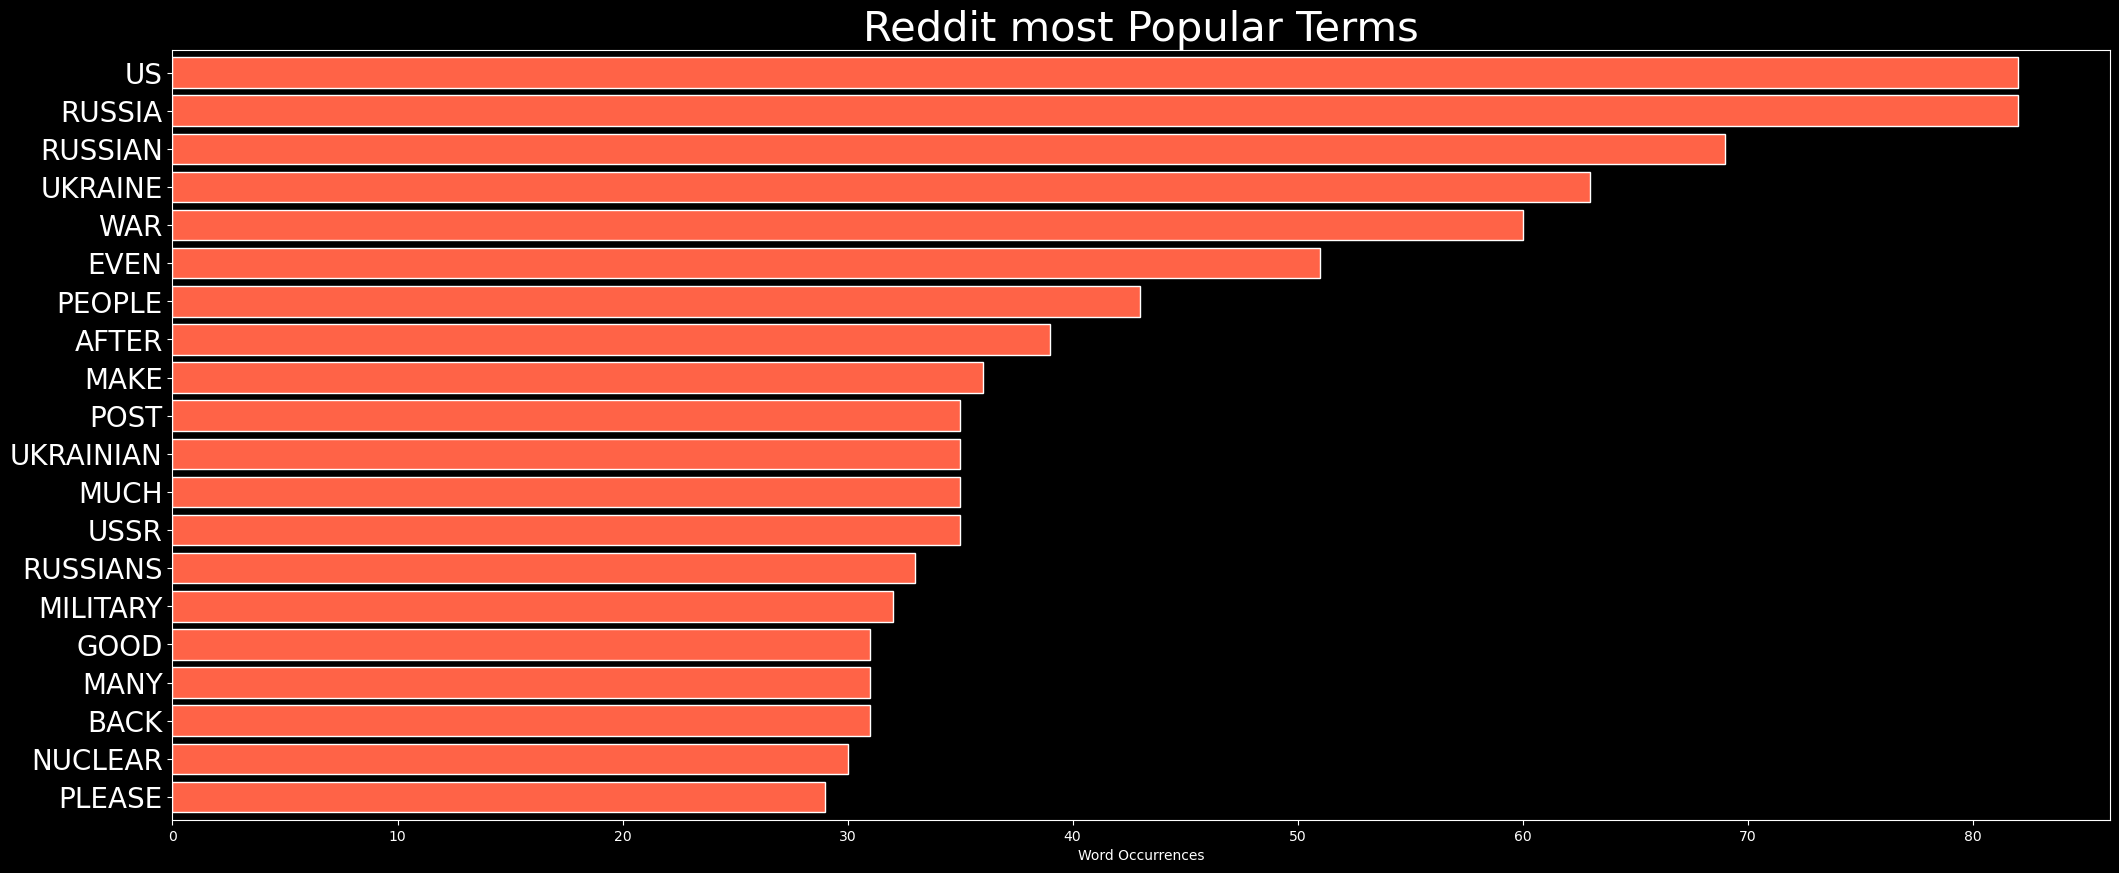 Reddit most Popular Terms
US
RUSSIA
RUSSIAN
UKRAINE
WAR
EVEN
PEOPLE
AFTER
MAKE
POST
UKRAINIAN
MUCH
USSR
RUSSIANS
MILITARY
GOOD
MANY
BACK
NUCLEAR
PLEASE
0 10 20 30 40 50 60 70 80
Word Occurrences